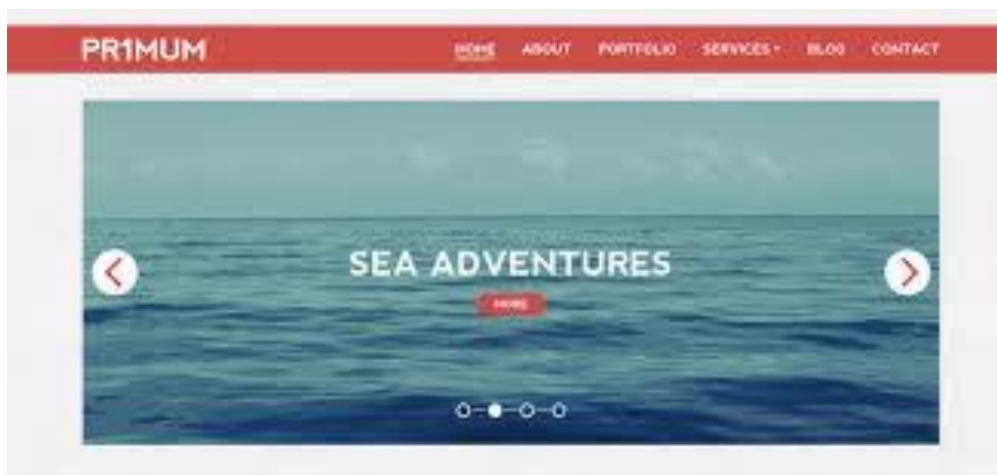 PR1MUM
HOME ABOUT PORTFOLIO SERVICES BLOG CONTACT
SEA ADVENTURES
MORE